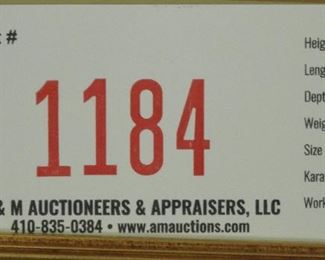 #
1184
& M AUCTIONEERS & APPRAISERS, LLC
410-835-0384 • www.amauctions.com
Heig
Leng
Dept
Weig
Size
Kara
Work